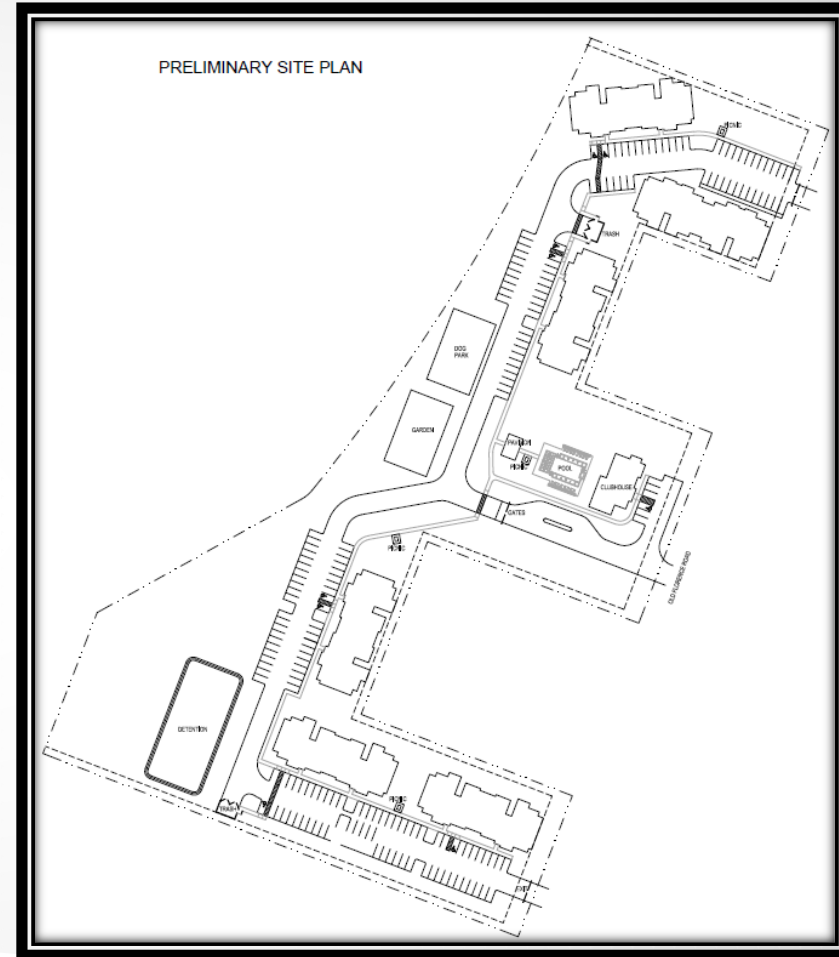 PRELIMINARY SITE PLAN
PICNIC
TRASH
DOG
PARK
GARDEN
PAVILION
PICNIC
POOL
CLUBHOUSE
GATES
PICNIC
OLD FLORENCE ROAD
DETENTION
PICNIC
TRASH
EXIT